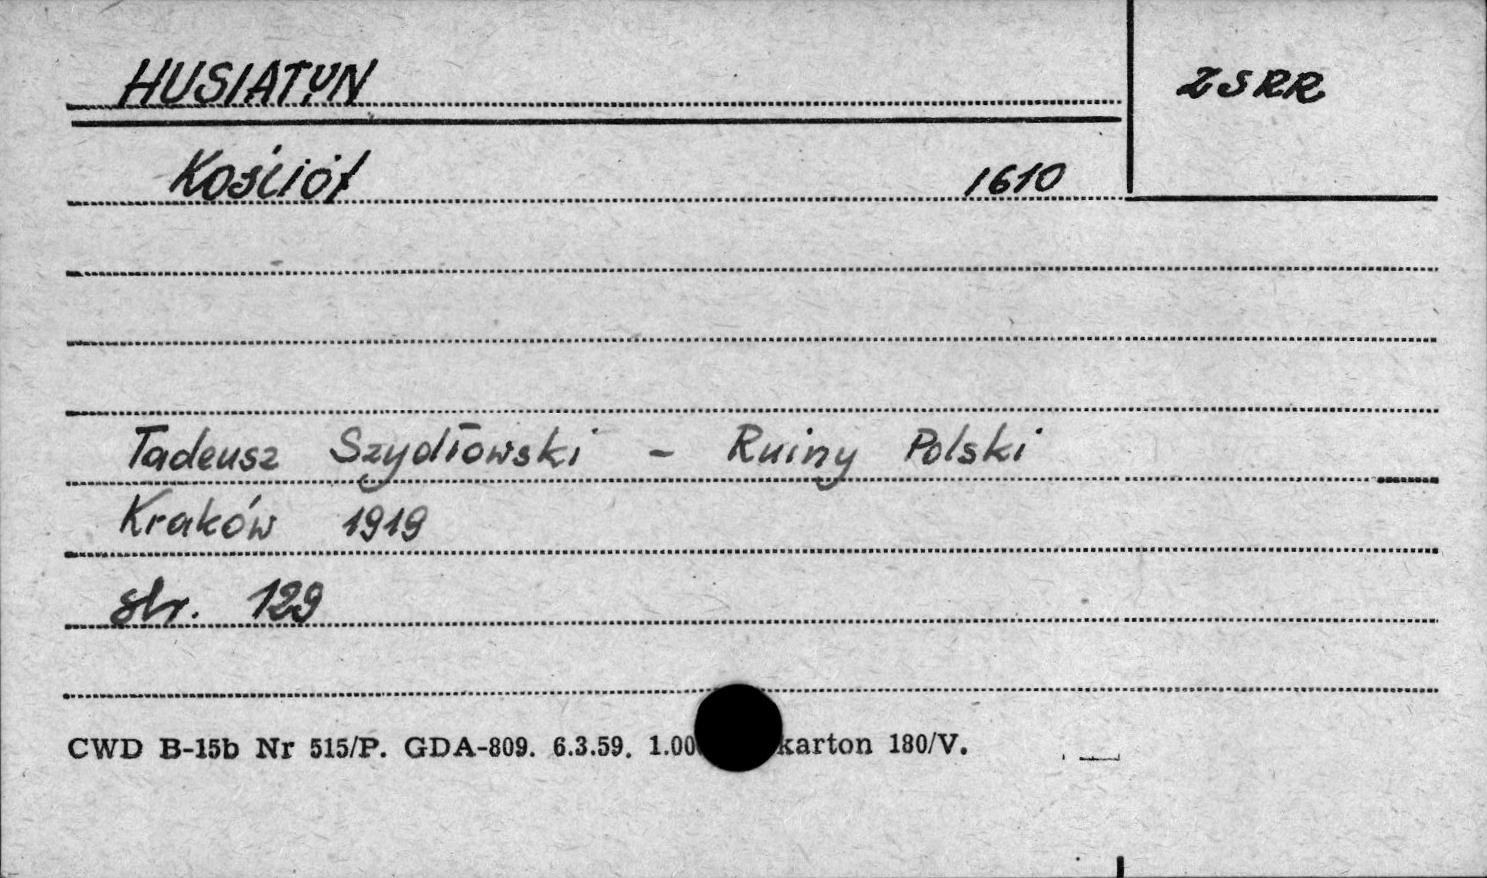 HUSIATYN
ZSRR
Kościół 1610
Tadeusz Szydłowski - Ruiny Polski
Kraków 1919
str. 129
CWD B-15b Nr 515/P. GDA-809. 6.3.59. 1.00 karton 180/V.